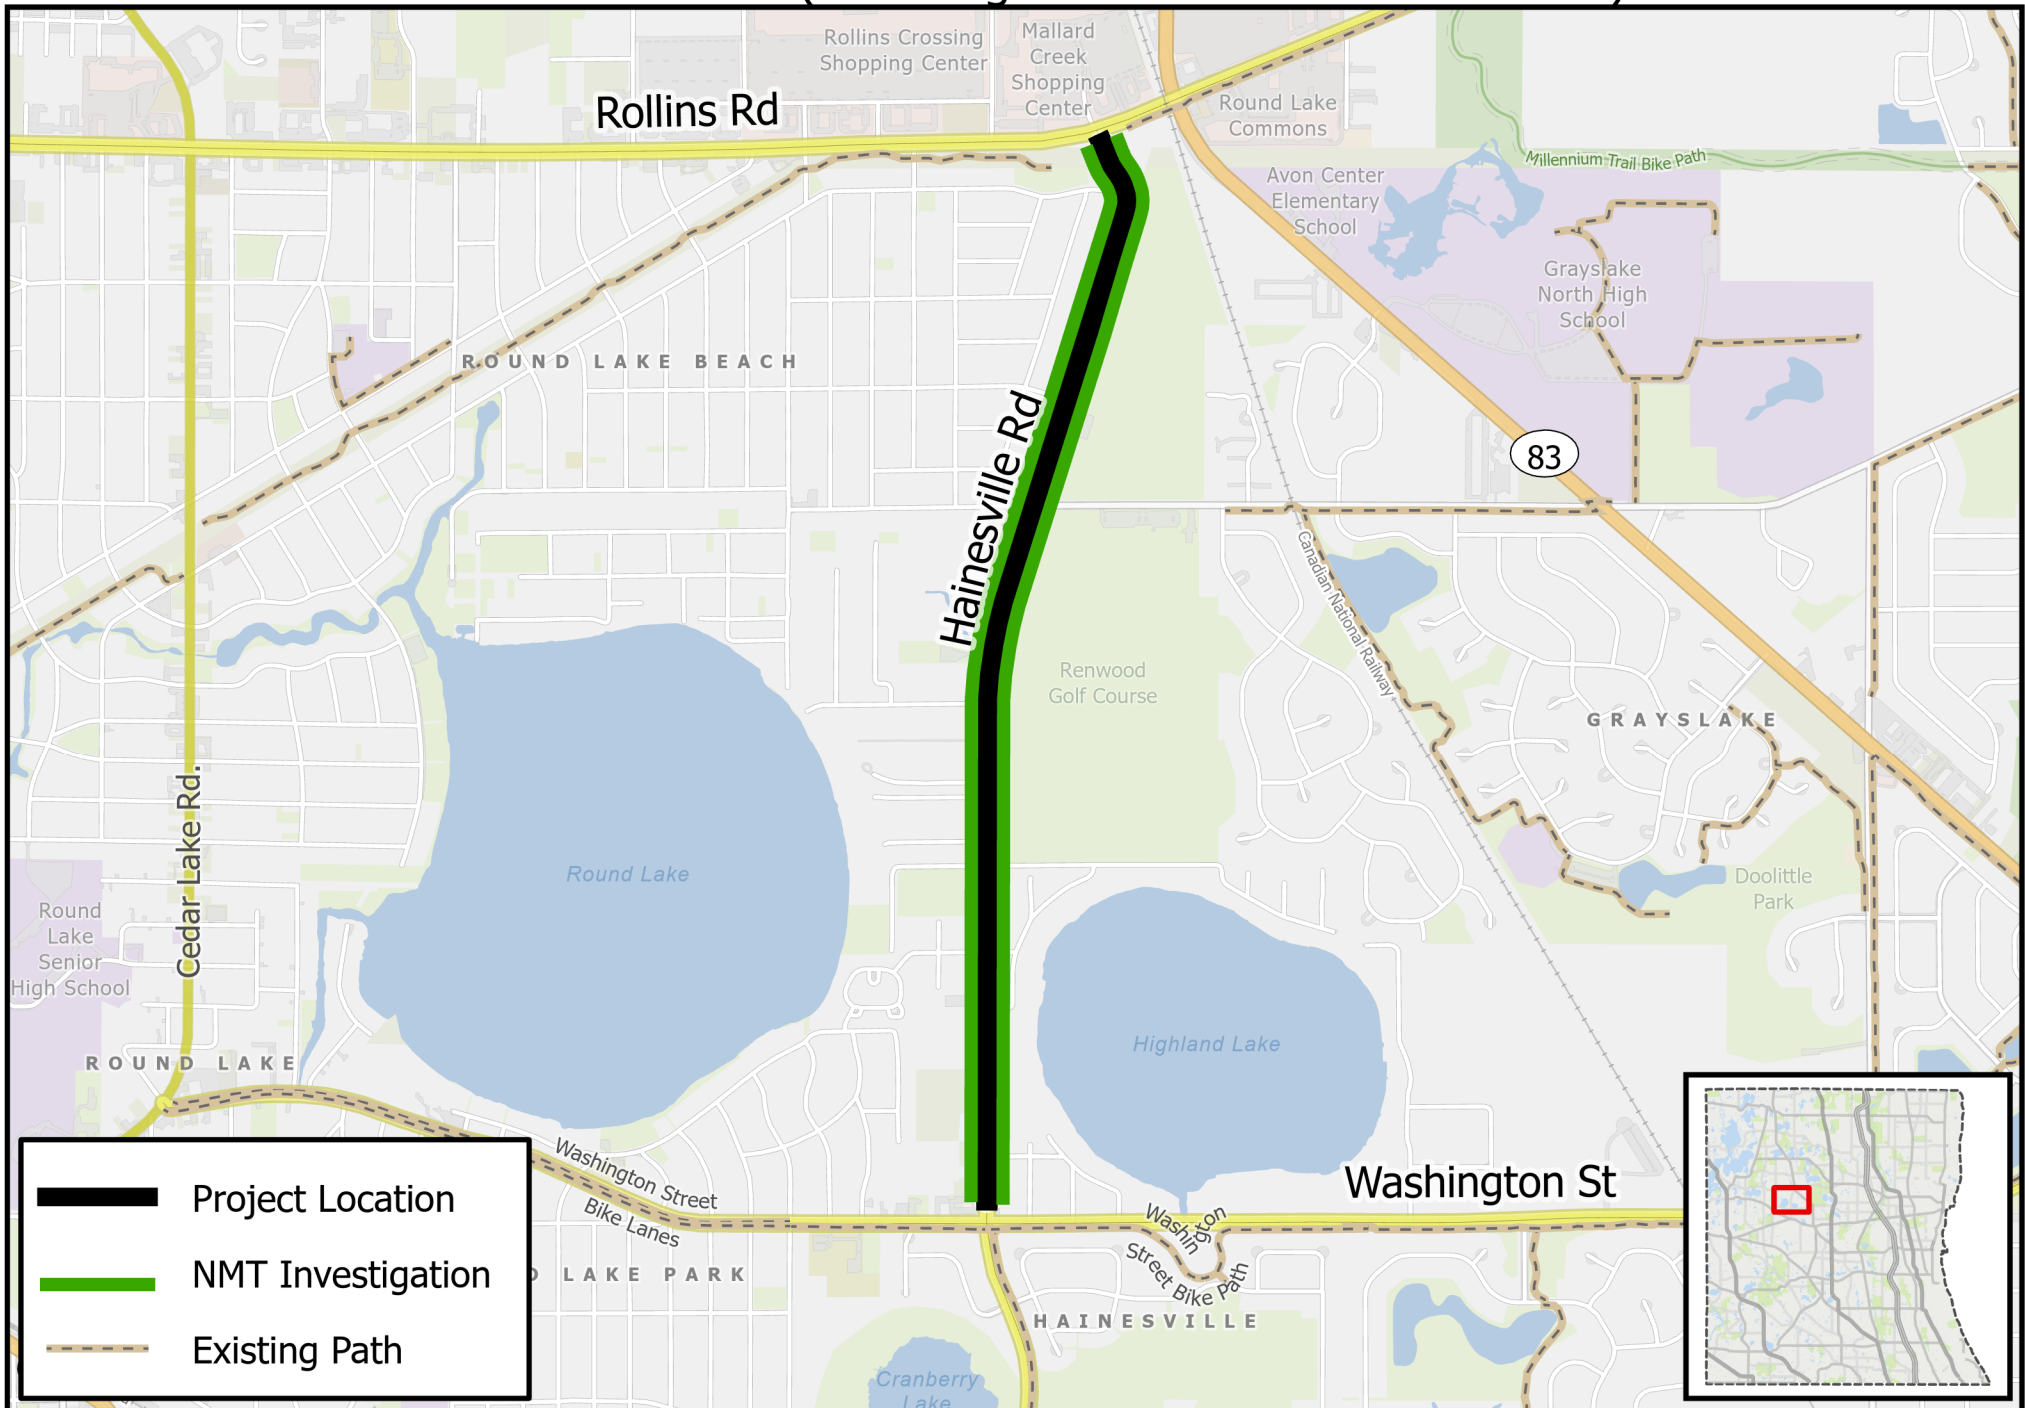 Rollins Crossing
Shopping Center
Mallard
Creek
Shopping
Center
Rollins Rd
Round Lake
Commons
Millennium Trail Bike Path
Avon Center
Elementary
School
Grayslake
North High
School
ROUND LAKE BEACH
Hainesville Rd
83
Canadian National Railway
Renwood
Golf Course
GRAYSLAKE
Cedar Lake Rd.
Round Lake
Doolittle
Park
Round
Lake
Senior
High School
Highland Lake
ROUND LAKE
Washington Street
Bike Lanes
Washington St
Washington
Street Bike Path
LAKE PARK
HAINESVILLE
Cranberry
Lake
Project Location
NMT Investigation
Existing Path